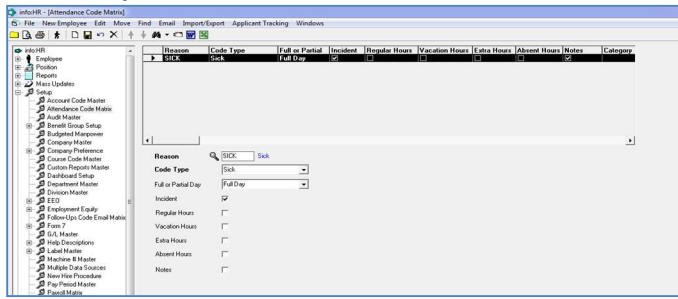 info:HR - [Attendance Code Matrix]
File New Employee Edit Move Find Email Import/Export Applicant Tracking Windows
info:HR
Employee
Position
Reports
Mass Updates
Setup
Account Code Master
Attendance Code Matrix
Audit Master
Benefit Group Setup
Budgeted Manpower
Company Master
Company Preference
Course Code Master
Custom Reports Master
Dashboard Setup
Department Master
Division Master
EEO
Employment Equity
Follow-Ups Code Email Matrix
Form 7
G/L Master
Help Descriptions
Label Master
Machine # Master
Multiple Data Sources
New Hire Procedure
Pay Period Master
Payroll Matrix
Reason Code Type Full or Partial Incident Regular Hours Vacation Hours Extra Hours Absent Hours Notes Category
SICK Sick Full Day
Reason SICK Sick
Code Type Sick
Full or Partial Day Full Day
Incident
Regular Hours
Vacation Hours
Extra Hours
Absent Hours
Notes